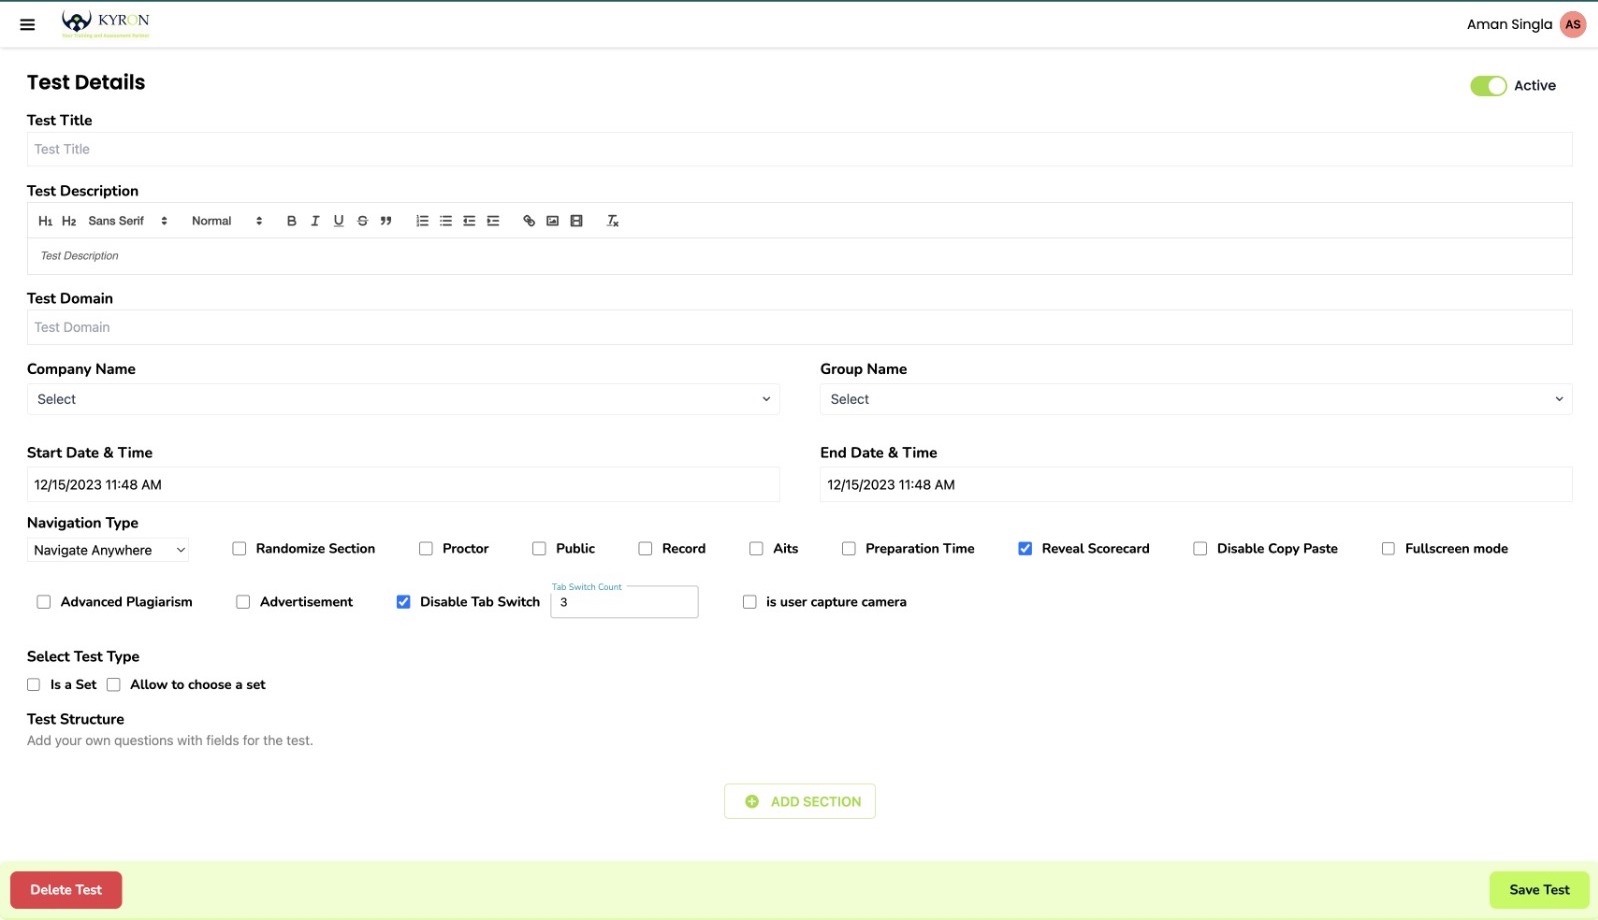 KYRON
Your Training and Assessment Partner
Aman Singla AS
Test Details
Active
Test Title
Test Title
Test Description
H1 H2 Sans Serif Normal B I U S
Test Description
Test Domain
Test Domain
Company Name Group Name
Select Select
Start Date & Time End Date & Time
12/15/2023 11:48 AM 12/15/2023 11:48 AM
Navigation Type
Navigate Anywhere Randomize Section Proctor Public Record Aits Preparation Time Reveal Scorecard Disable Copy Paste Fullscreen mode
Tab Switch Count
Advanced Plagiarism Advertisement Disable Tab Switch 3 is user capture camera
Select Test Type
Is a Set Allow to choose a set
Test Structure
Add your own questions with fields for the test.
ADD SECTION
Delete Test Save Test